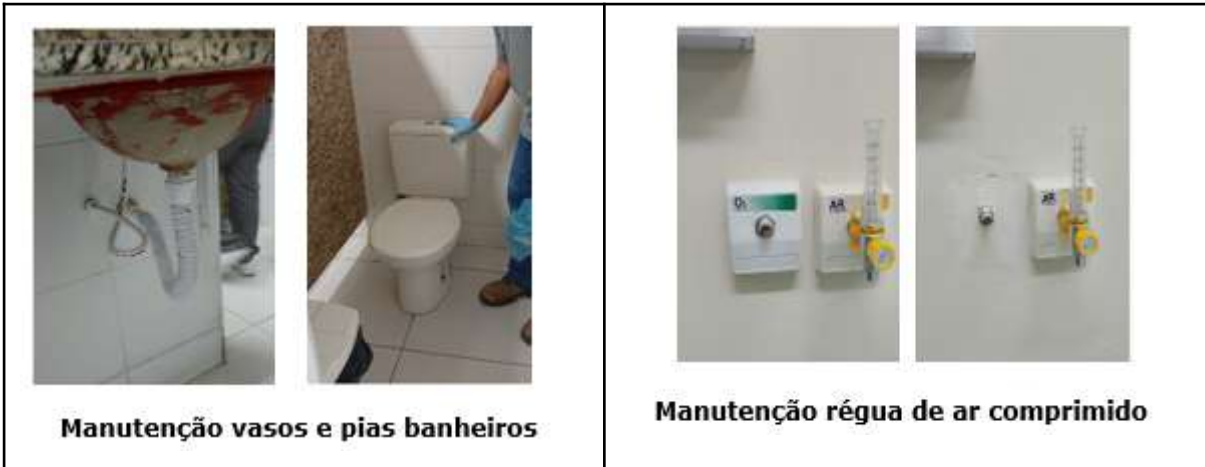 O₂
AR
AR
Manutenção vasos e pias banheiros
Manutenção régua de ar comprimido